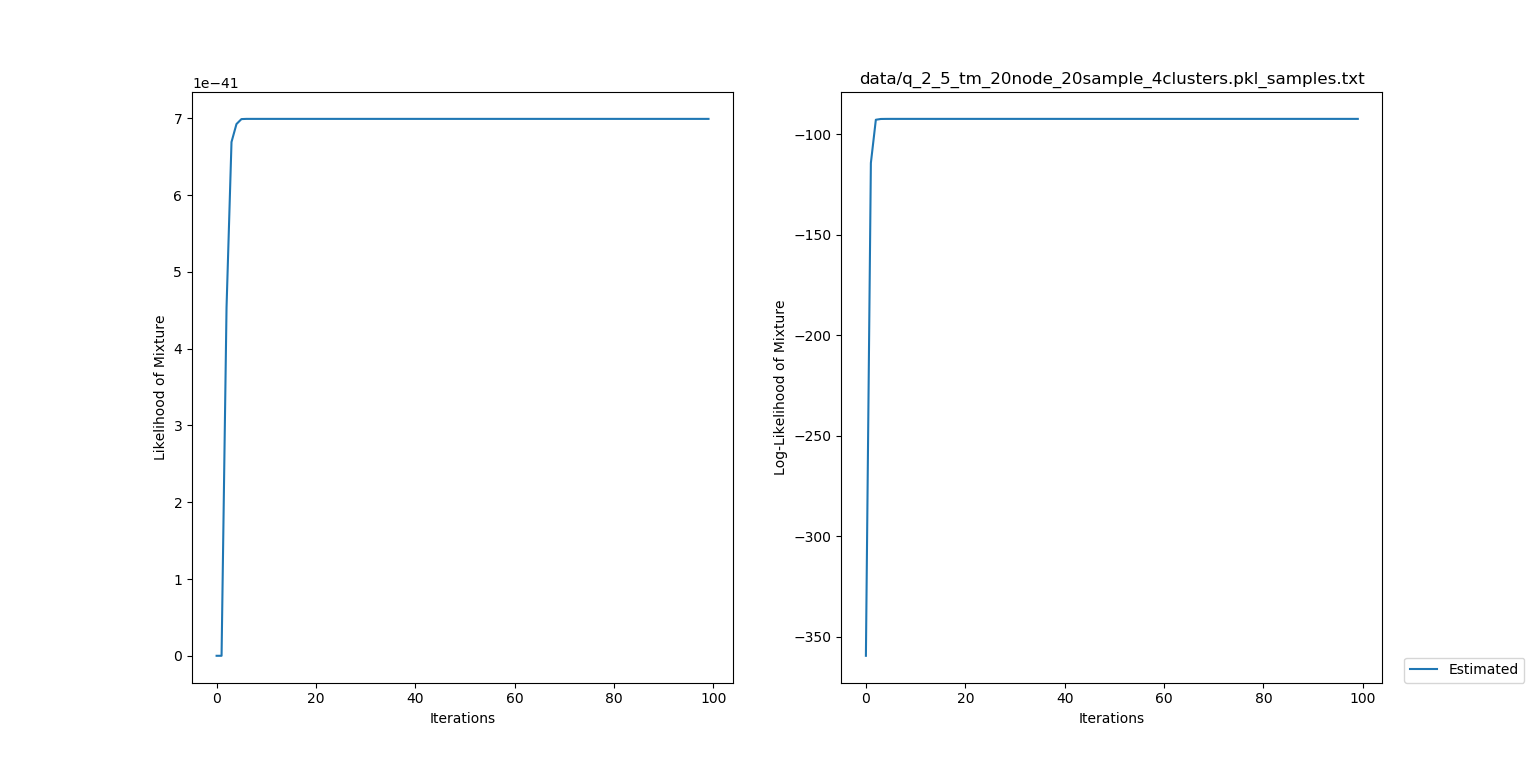 1e−41
7
6
5
4
3
2
1
0
Likelihood of Mixture
0 20 40 60 80 100
Iterations
data/q_2_5_tm_20node_20sample_4clusters.pkl_samples.txt
−100
−150
−200
−250
−300
−350
Log-Likelihood of Mixture
0 20 40 60 80 100
Iterations
Estimated